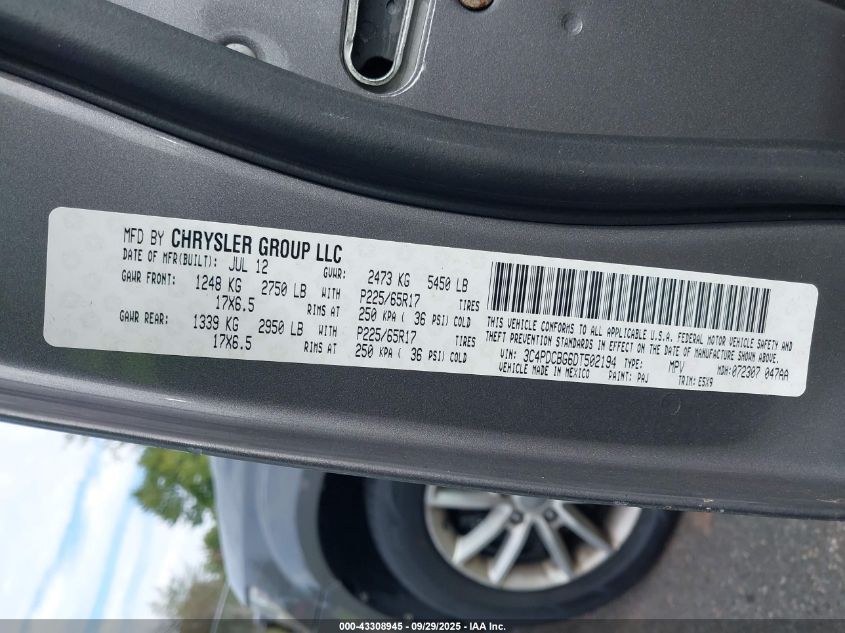 MFD BY CHRYSLER GROUP LLC
DATE OF MFR(BUILT): JUL 12 GVWR: 2473 KG 5450 LB
GAWR FRONT: 1248 KG 2750 LB WITH P225/65R17 TIRES
17X6.5 RIMS AT 250 KPA ( 36 PSI) COLD
GAWR REAR: 1339 KG 2950 LB WITH P225/65R17 TIRES
17X6.5 RIMS AT 250 KPA ( 36 PSI) COLD
THIS VEHICLE CONFORMS TO ALL APPLICABLE U.S.A. FEDERAL MOTOR VEHICLE SAFETY AND
THEFT PREVENTION STANDARDS IN EFFECT ON THE DATE OF MANUFACTURE SHOWN ABOVE.
VIN: 3C4PDCBG6DT502194 TYPE: MPV MDH:072307 047AA
VEHICLE MADE IN MEXICO PAINT: PAJ TRIM: E5X9
000-43308945 - 09/29/2025 - IAA Inc.